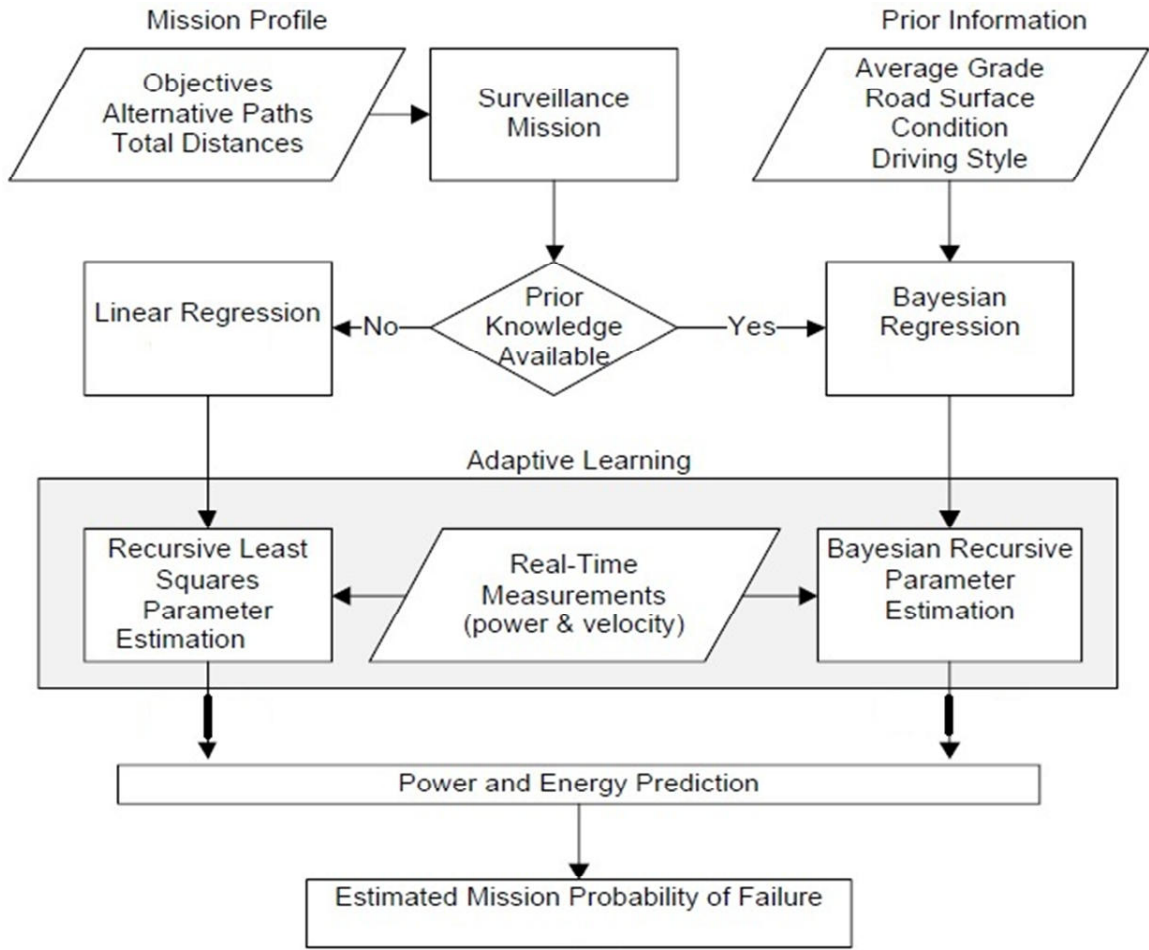 Mission Profile
Prior Information
Objectives
Alternative Paths
Total Distances
Surveillance
Mission
Average Grade
Road Surface
Condition
Driving Style
Linear Regression
No
Prior
Knowledge
Available
Yes
Bayesian
Regression
Adaptive Learning
Recursive Least
Squares
Parameter
Estimation
Real-Time
Measurements
(power & velocity)
Bayesian Recursive
Parameter
Estimation
Power and Energy Prediction
Estimated Mission Probability of Failure